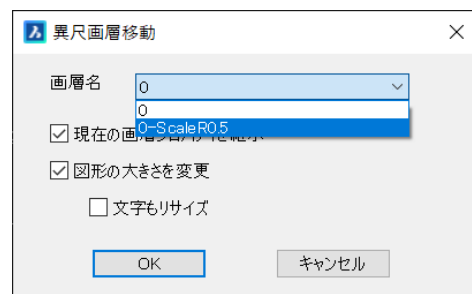 異尺画層移動
画層名
0
0
0-ScaleR0.5
現在の画
図形の大きさを変更
文字もリサイズ
OK
キャンセル